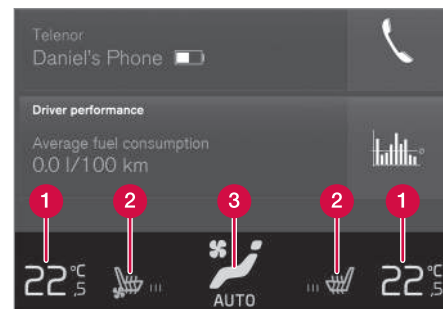 Telenor
Daniel's Phone
Driver performance
Average fuel consumption
0.0 l/100 km
1 2 3 2 1
22,5 °C 22,5 °C
AUTO